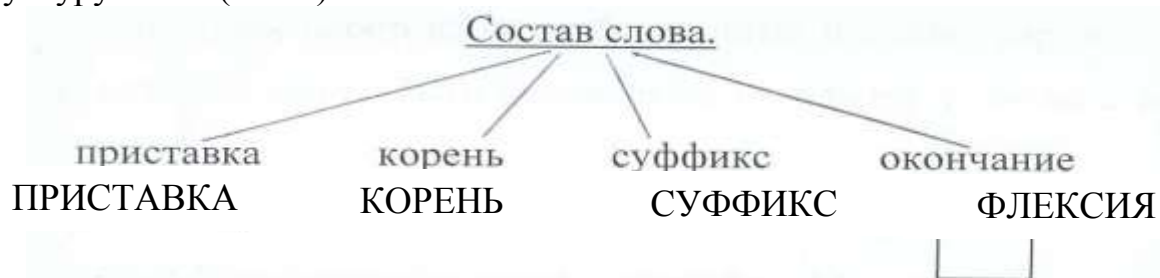 Состав слова.
приставка корень суффикс окончание
ПРИСТАВКА КОРЕНЬ СУФФИКС ФЛЕКСИЯ